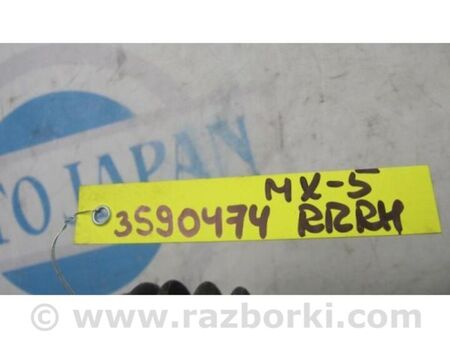 TO JAPAN
MX-5
3590474 RRRH
© www.razborki.com